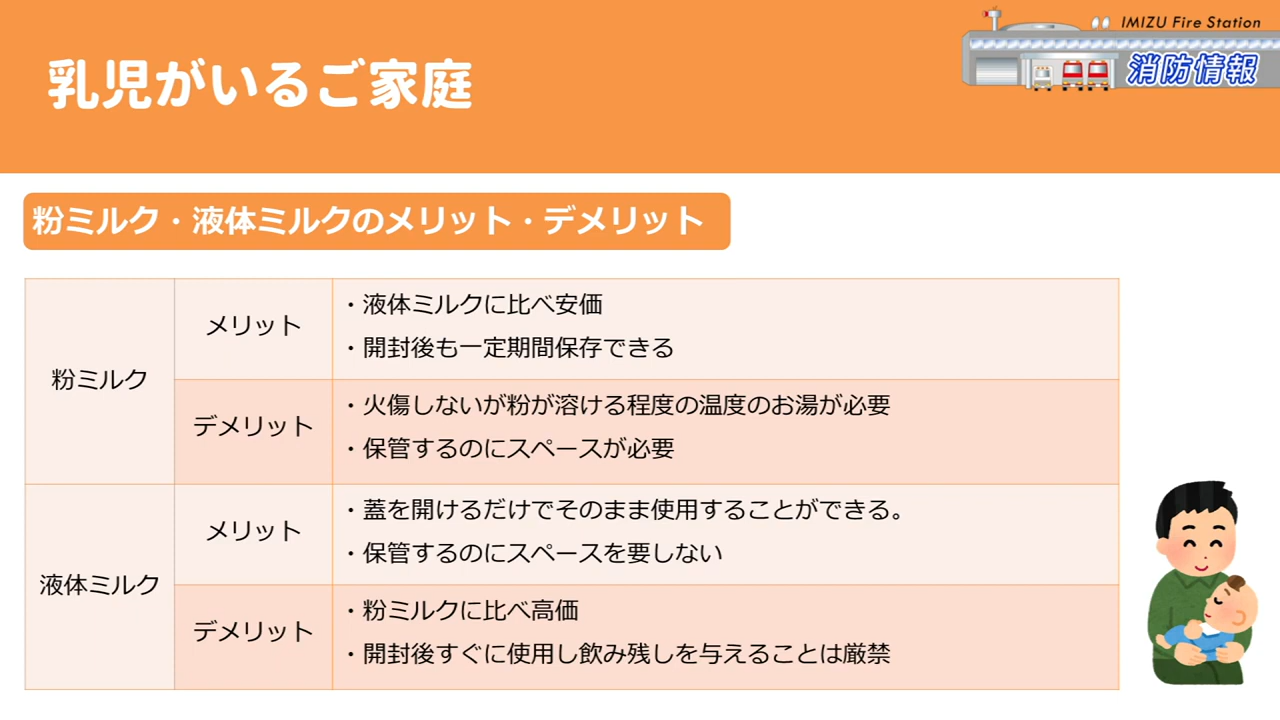 乳児がいるご家庭
IMIZU Fire Station
消防情報
粉ミルク・液体ミルクのメリット・デメリット
粉ミルク
メリット
・液体ミルクに比べ安価
・開封後も一定期間保存できる
デメリット
・火傷しないが粉が溶ける程度の温度のお湯が必要
・保管するのにスペースが必要
液体ミルク
メリット
・蓋を開けるだけでそのまま使用することができる。
・保管するのにスペースを要しない
デメリット
・粉ミルクに比べ高価
・開封後すぐに使用し飲み残しを与えることは厳禁